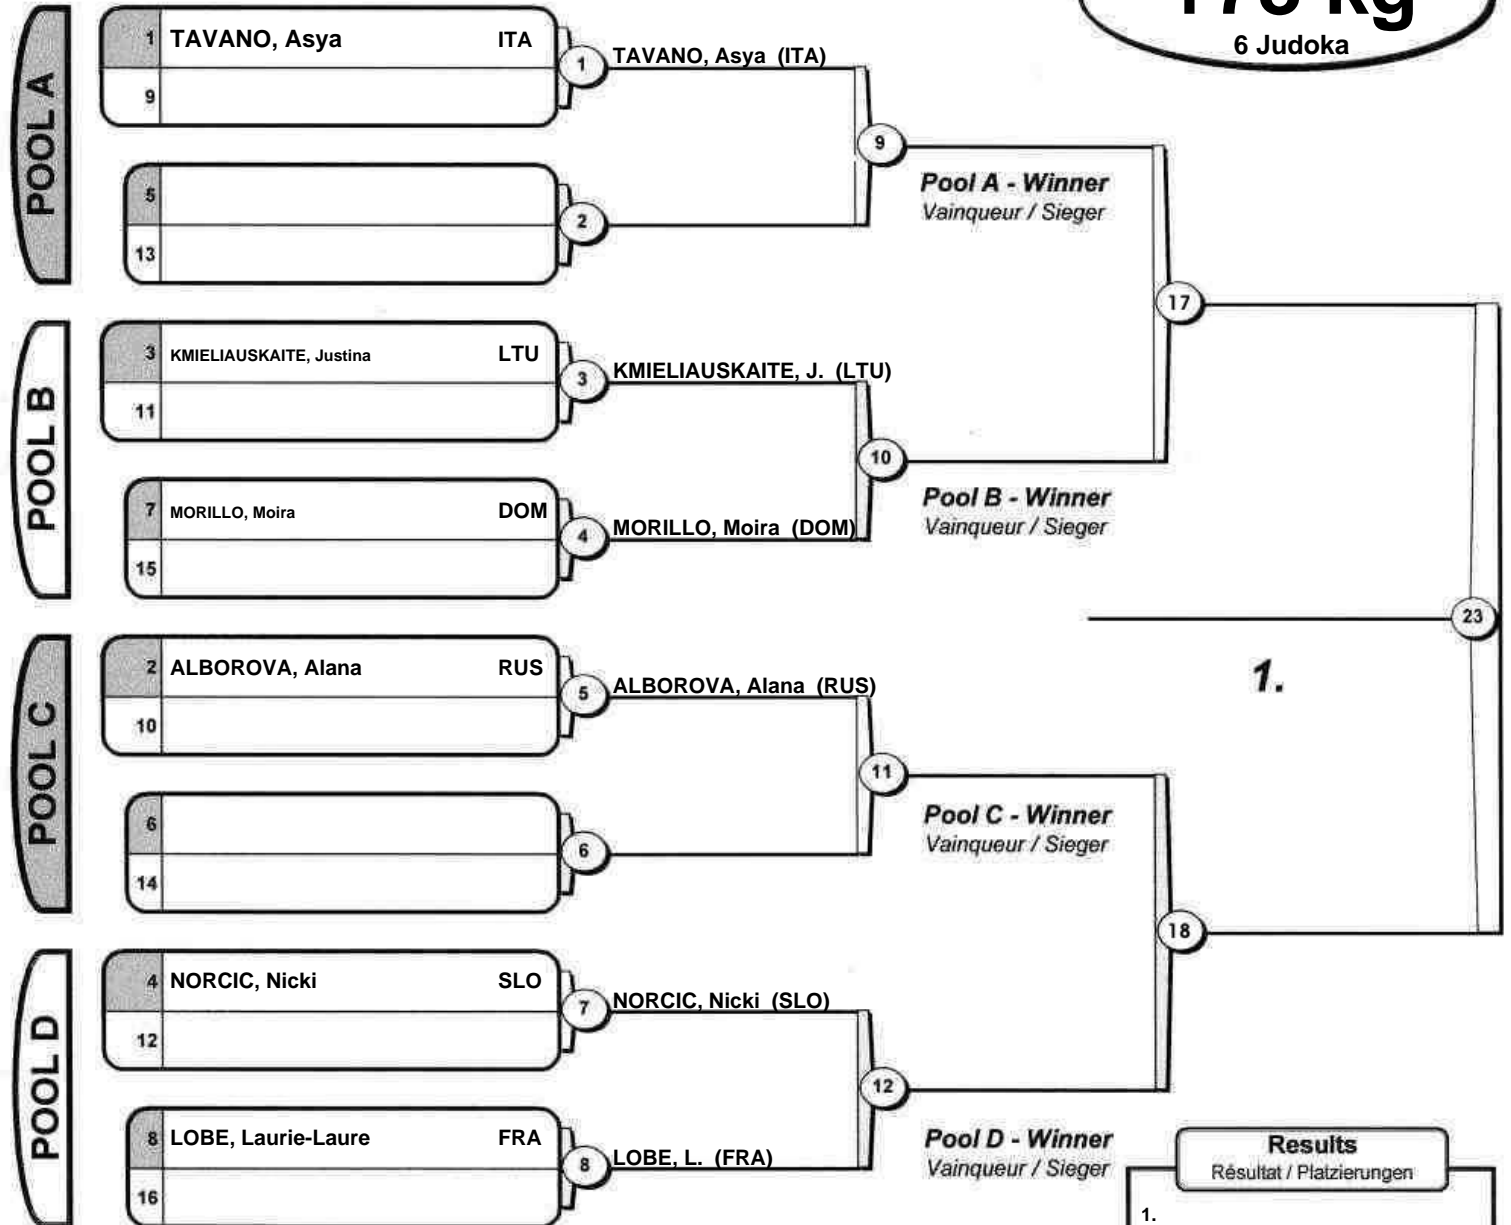 +78 kg
6 Judoka
POOL A
1 TAVANO, Asya ITA
9
1
TAVANO, Asya (ITA)
5
13
2
9
Pool A - Winner
Vainqueur / Sieger
17
POOL B
3 KMIELIAUSKAITE, Justina LTU
11
3
KMIELIAUSKAITE, J. (LTU)
7 MORILLO, Moira DOM
15
4
MORILLO, Moira (DOM)
10
Pool B - Winner
Vainqueur / Sieger
23
1.
POOL C
2 ALBOROVA, Alana RUS
10
5
ALBOROVA, Alana (RUS)
6
14
6
11
Pool C - Winner
Vainqueur / Sieger
18
POOL D
4 NORCIC, Nicki SLO
12
7
NORCIC, Nicki (SLO)
8 LOBE, Laurie-Laure FRA
16
8
LOBE, L. (FRA)
12
Pool D - Winner
Vainqueur / Sieger
Results
Résultat / Platzierungen
1.